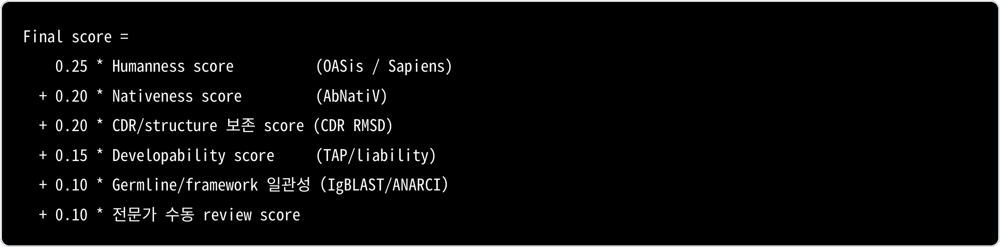 Final score =
    0.25 * Humanness score          (OASis / Sapiens)
  + 0.20 * Nativeness score         (AbNatiV)
  + 0.20 * CDR/structure 보존 score (CDR RMSD)
  + 0.15 * Developability score     (TAP/liability)
  + 0.10 * Germline/framework 일관성 (IgBLAST/ANARCI)
  + 0.10 * 전문가 수동 review score